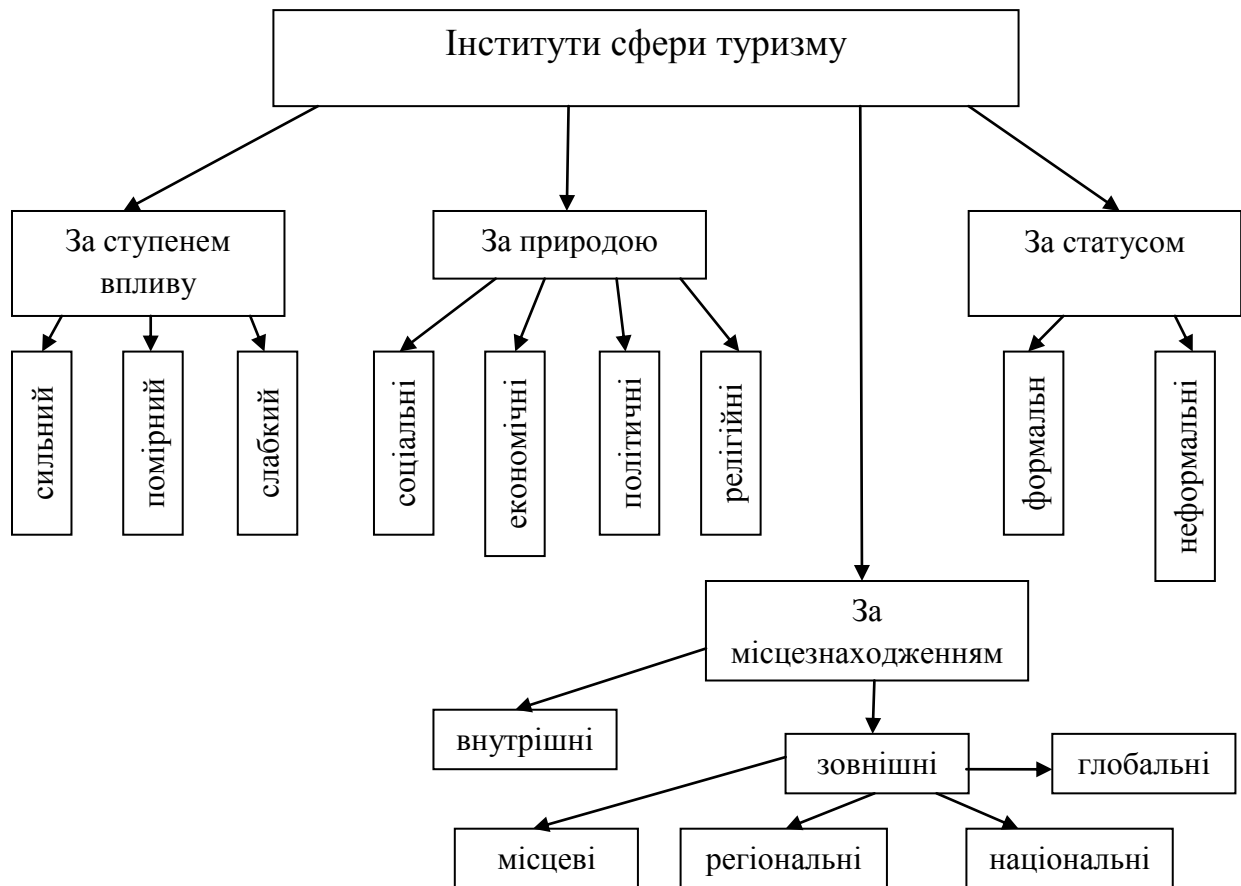 Інститути сфери туризму
За ступенем
впливу
За природою
За статусом
сильний
помірний
слабкий
соціальні
економічні
політичні
релігійні
формальн
неформальні
За
місцезнаходженням
внутрішні
зовнішні
глобальні
місцеві
регіональні
національні